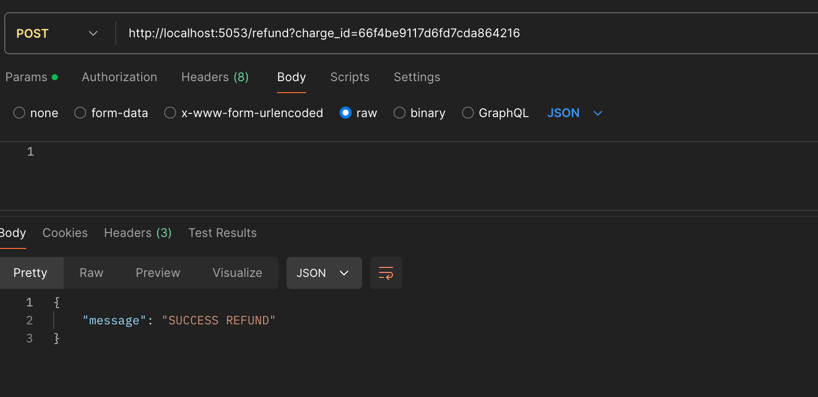 POST http://localhost:5053/refund?charge_id=66f4be9117d6fd7cda864216
Params Authorization Headers (8) Body Scripts Settings
none form-data x-www-form-urlencoded raw binary GraphQL JSON
1
Body Cookies Headers (3) Test Results
Pretty Raw Preview Visualize JSON
1 {
2 "message": "SUCCESS REFUND"
3 }